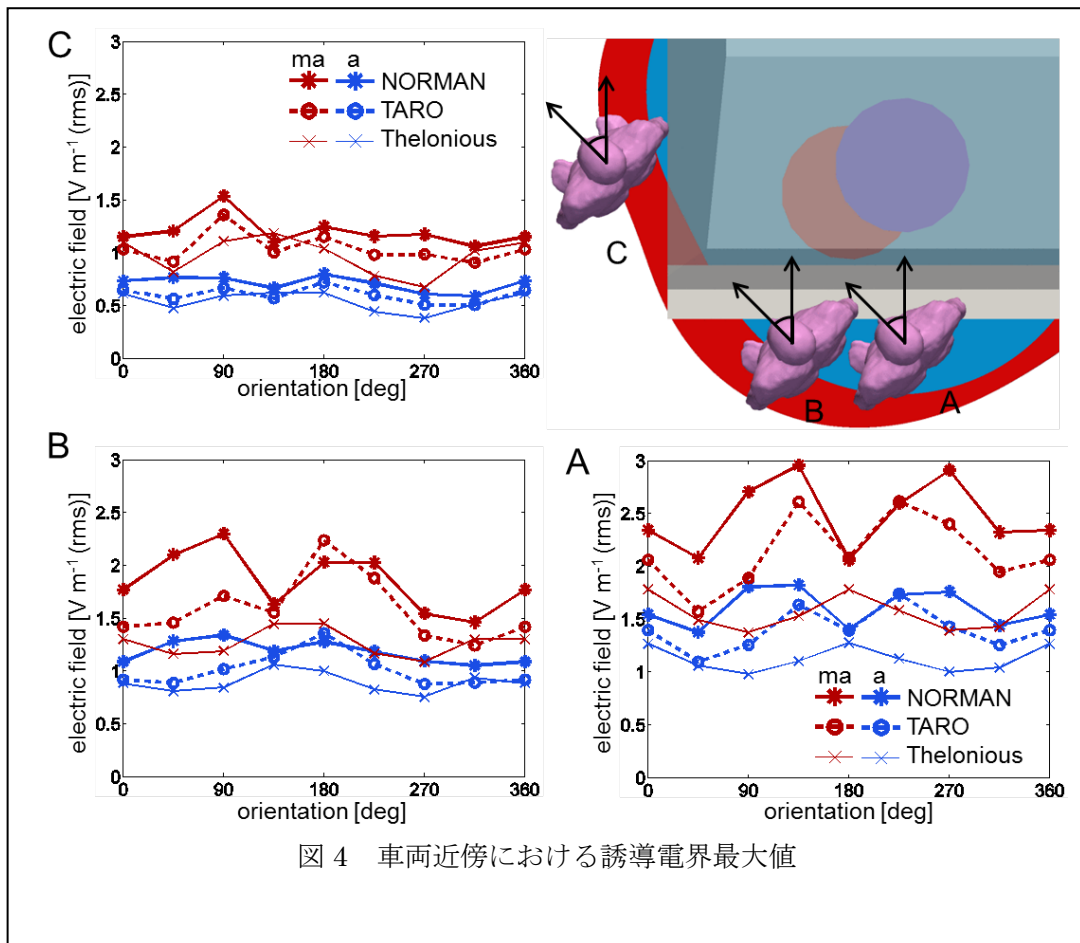 C
electric field [V m⁻¹ (rms)]
3
2.5
2
1.5
1
0.5
0
ma a
NORMAN
TARO
Thelonious
0 90 180 270 360
orientation [deg]
C
B
A
B
electric field [V m⁻¹ (rms)]
3
2.5
2
1.5
1
0.5
0
0 90 180 270 360
orientation [deg]
A
electric field [V m⁻¹ (rms)]
3
2.5
2
1.5
1
0.5
0
ma a
NORMAN
TARO
Thelonious
0 90 180 270 360
orientation [deg]
図 4 車両近傍における誘導電界最大値